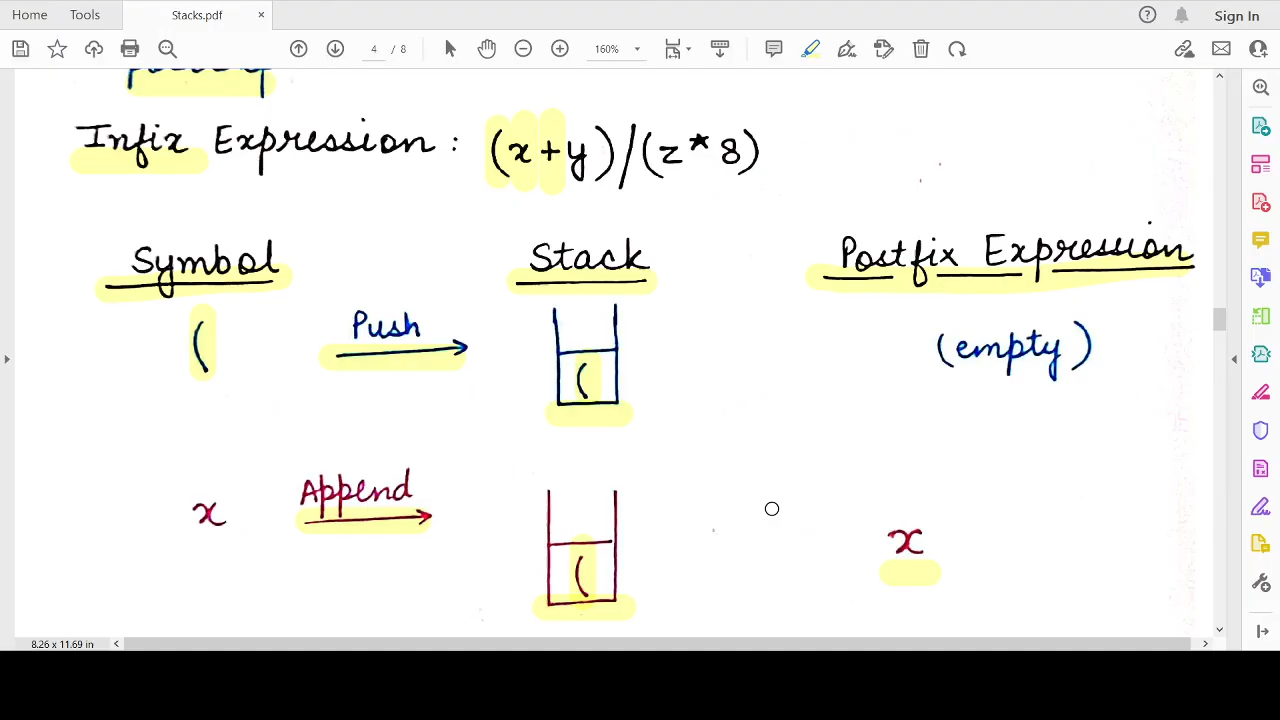 Home Tools Stacks.pdf × Sign In
4 / 8 160%
Infix Expression : (x+y)/(z*8)
Symbol Stack Postfix Expression
( Push ( (empty)
x Append ( x
8.26 x 11.69 in